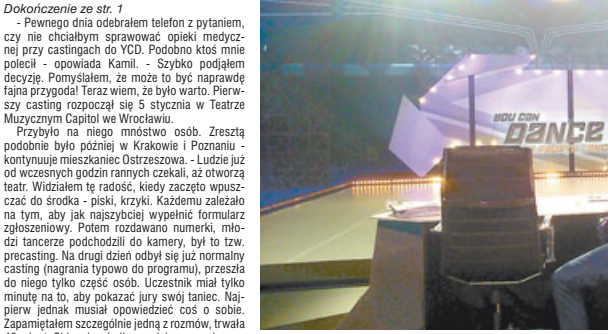 Dokończenie ze str. 1
- Pewnego dnia odebrałem telefon z pytaniem,
czy nie chciałbym sprawować opieki medycz-
nej przy castingach do YCD. Podobno ktoś mnie
polecił - opowiada Kamil. - Szybko podjąłem
decyzję. Pomyślałem, że może to być naprawdę
fajna przygoda! Teraz wiem, że było warto. Pierw-
szy casting rozpoczął się 5 stycznia w Teatrze
Muzycznym Capitol we Wrocławiu.
Przybyło na niego mnóstwo osób. Zresztą
podobnie było później w Krakowie i Poznaniu -
kontynuuje mieszkaniec Ostrzeszowa. - Ludzie już
od wczesnych godzin rannych czekali, aż otworzą
teatr. Widziałem tę radość, kiedy zaczęto wpusz-
czać do środka - piski, krzyki. Każdemu zależało
na tym, aby jak najszybciej wypełnić formularz
zgłoszeniowy. Potem rozdawano numerki, mło-
dzi tancerze podchodzili do kamery, był to tzw.
precasting. Na drugi dzień odbył się już normalny
casting (nagrania typowo do programu), przeszła
do niego tylko część osób. Uczestnik miał tylko
minutę na to, aby pokazać jury swój taniec. Naj-
pierw jednak musiał opowiedzieć coś o sobie.
Zapamiętałem szczególnie jedną z rozmów, trwała
YOU CAN
DANCE